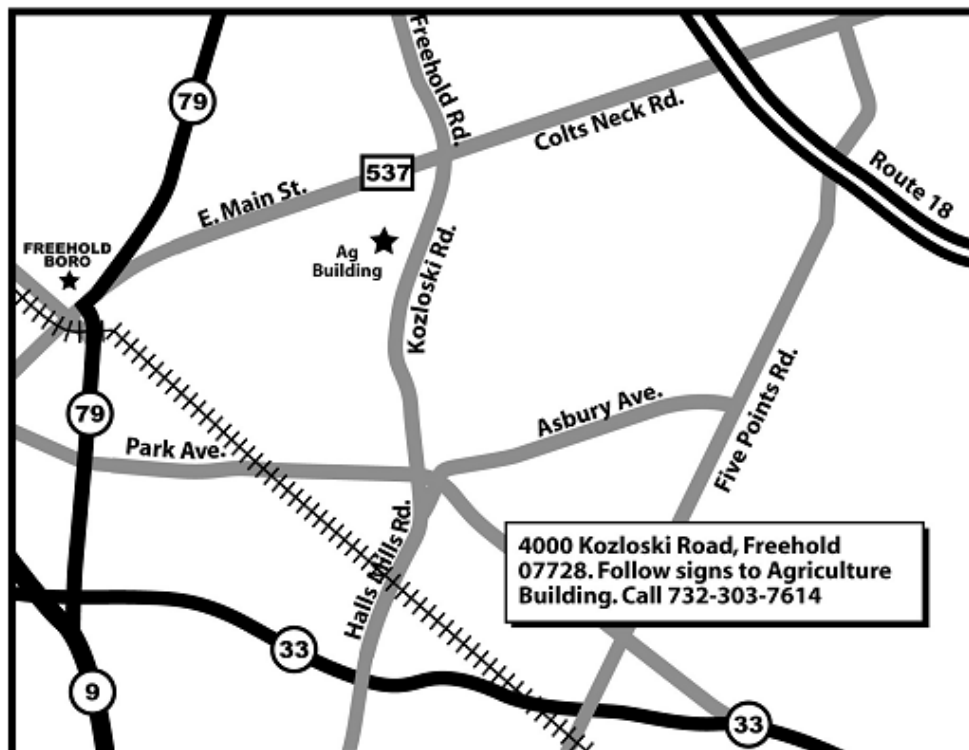 79
Freehold Rd.
Colts Neck Rd.
537
E. Main St.
Route 18
FREEHOLD
BORO
Ag
Building
Kozloski Rd.
79
Asbury Ave.
Five Points Rd.
Park Ave.
Halls Mills Rd.
4000 Kozloski Road, Freehold
07728. Follow signs to Agriculture
Building. Call 732-303-7614
33
9
33